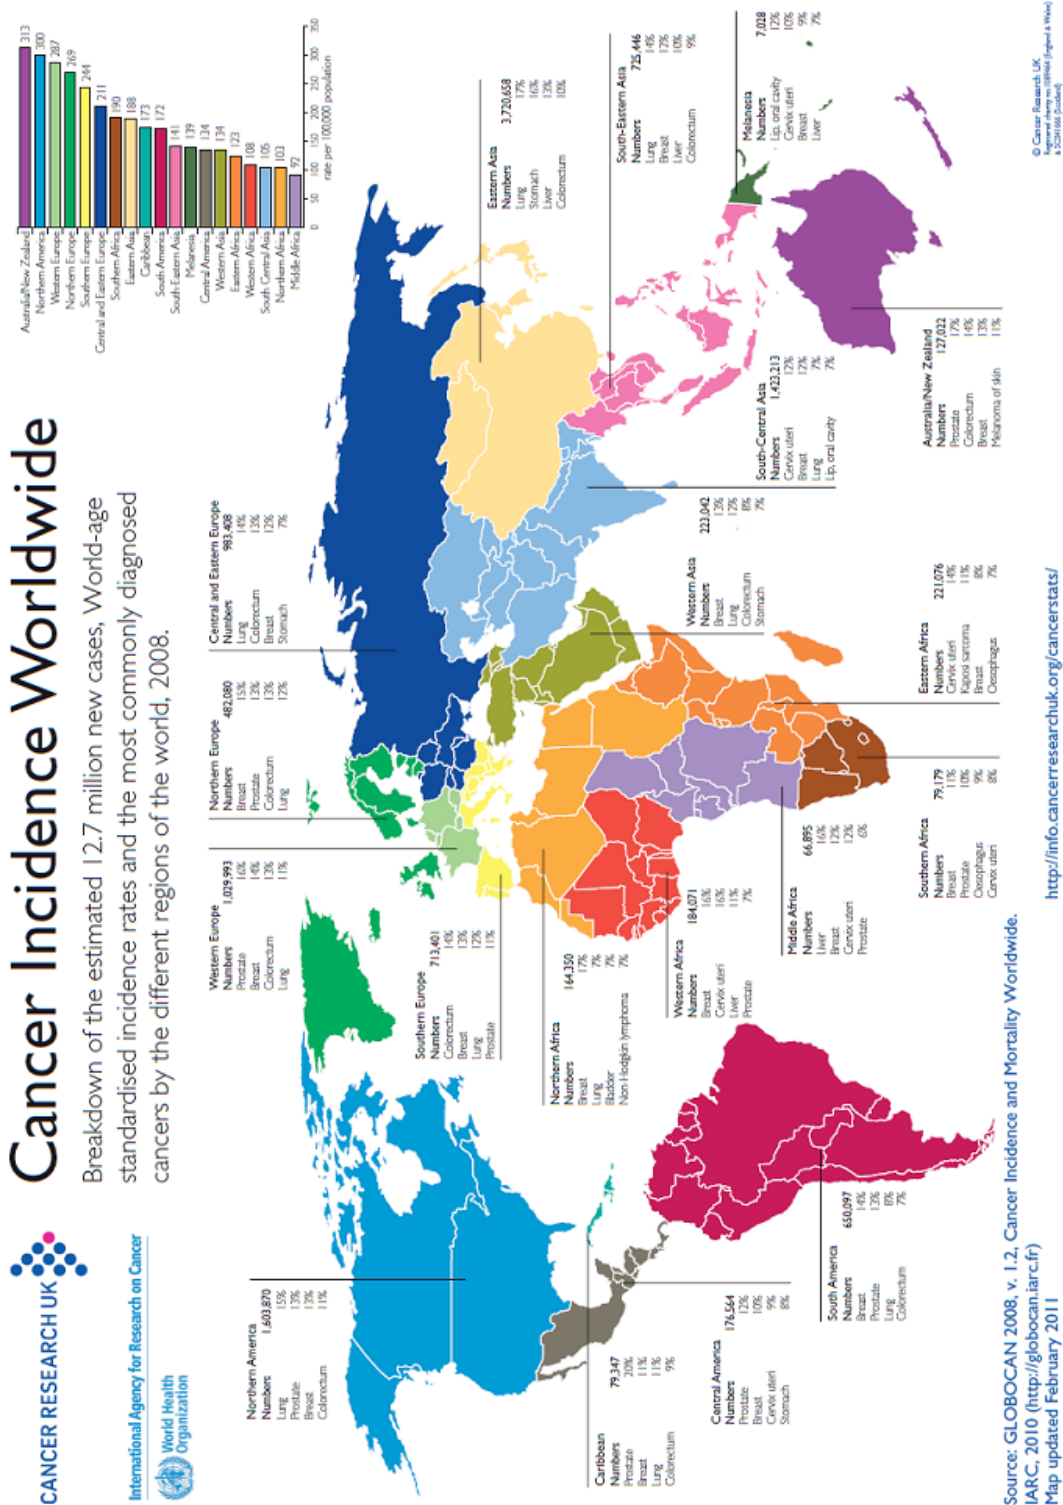 CANCER RESEARCH UK
International Agency for Research on Cancer
World Health
Organization
Cancer Incidence Worldwide
Breakdown of the estimated 12.7 million new cases, World-age
standardised incidence rates and the most commonly diagnosed
cancers by the different regions of the world, 2008.
Australia/New Zealand 313
Northern America 300
Western Europe 287
Northern Europe 269
Southern Europe 244
Central and Eastern Europe 211
Southern Africa 190
Eastern Asia 188
Caribbean 173
South America 172
South-Eastern Asia 141
Melanesia 139
Central America 134
Western Asia 134
Eastern Africa 123
Western Africa 108
South Central Asia 105
Northern Africa 103
Middle Africa 92
0 50 100 150 200 250 300 350
rate per 100,000 population
Northern America
Numbers 1,603,870
Lung 15%
Prostate 13%
Breast 13%
Colorectum 11%
Western Europe
Numbers 1,029,993
Prostate 16%
Breast 14%
Colorectum 13%
Lung 11%
Northern Europe
Numbers 482,080
Breast 15%
Prostate 13%
Colorectum 13%
Lung 12%
Central and Eastern Europe
Numbers 983,408
Lung 14%
Colorectum 13%
Breast 12%
Stomach 7%
Southern Europe
Numbers 713,401
Colorectum 14%
Breast 13%
Lung 12%
Prostate 11%
Eastern Asia
Numbers 3,720,658
Lung 17%
Stomach 16%
Liver 13%
Colorectum 10%
Northern Africa
Numbers 164,350
Breast 17%
Lung 7%
Bladder 7%
Non-Hodgkin lymphoma 7%
South-Eastern Asia
Numbers 725,446
Lung 14%
Breast 12%
Liver 10%
Colorectum 9%
Caribbean
Numbers 79,347
Prostate 20%
Breast 11%
Lung 11%
Colorectum 9%
Western Africa
Numbers 184,071
Breast 16%
Cervix uteri 16%
Liver 11%
Prostate 7%
Western Asia
Numbers 223,042
Breast 13%
Lung 12%
Colorectum 8%
Stomach 7%
Central America
Numbers 176,564
Prostate 12%
Breast 10%
Cervix uteri 9%
Stomach 8%
South-Central Asia
Numbers 1,423,213
Cervix uteri 12%
Breast 12%
Lung 7%
Lip, oral cavity 7%
Melanesia
Numbers 7,028
Lip, oral cavity 12%
Cervix uteri 10%
Breast 9%
Liver 7%
Middle Africa
Numbers 66,895
Liver 16%
Breast 12%
Cervix uteri 12%
Prostate 6%
South America
Numbers 650,097
Breast 14%
Prostate 13%
Lung 8%
Colorectum 7%
Southern Africa
Numbers 79,179
Breast 11%
Prostate 10%
Oesophagus 9%
Cervix uteri 8%
Eastern Africa
Numbers 221,076
Cervix uteri 14%
Kaposi sarcoma 11%
Breast 8%
Oesophagus 7%
Australia/New Zealand
Numbers 127,022
Prostate 17%
Colorectum 14%
Breast 13%
Melanoma of skin 11%
Source: GLOBOCAN 2008, v. 1.2, Cancer Incidence and Mortality Worldwide.
IARC, 2010 (http://globocan.iarc.fr)
Map updated February 2011
http://info.cancerresearchuk.org/cancerstats/
© Cancer Research UK
Registered charity no 1089464 (England & Wales)